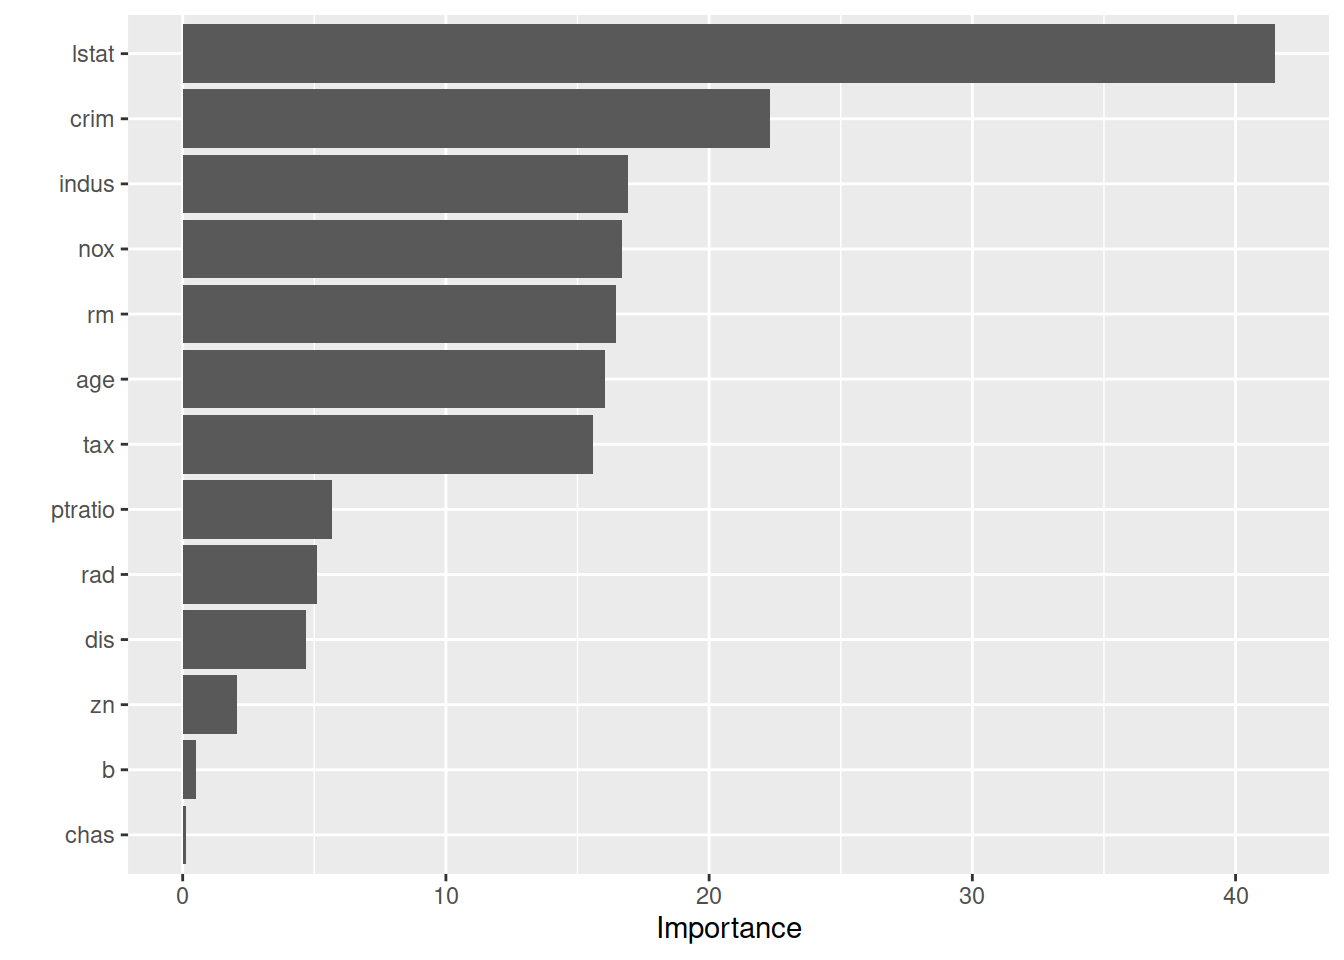 lstat
crim
indus
nox
rm
age
tax
ptratio
rad
dis
zn
b
chas
0 10 20 30 40
Importance